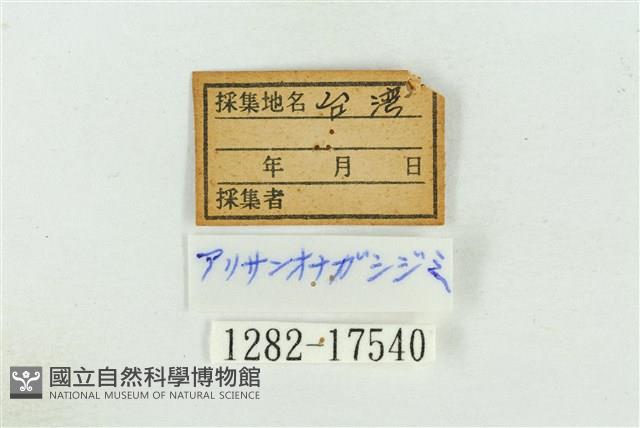 採集地名 台湾
年 月 日
採集者
アリサンオナガシジミ
1282-17540
國立自然科學博物館
NATIONAL MUSEUM OF NATURAL SCIENCE